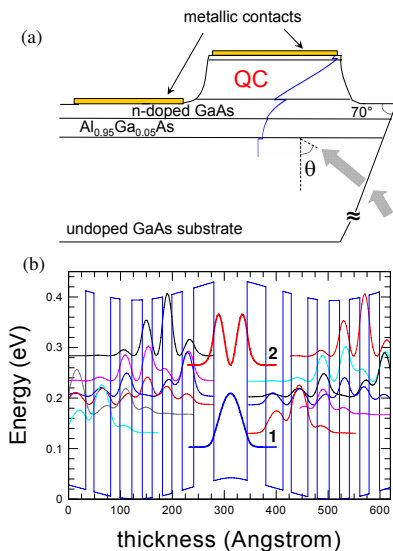 metallic contacts
(a)
QC
n-doped GaAs
70°
Al0.95Ga0.05As
θ
undoped GaAs substrate
≈
(b)
0.4
0.3
0.2
0.1
0
Energy (eV)
2
1
0
100
200
300
400
500
600
thickness (Angstrom)